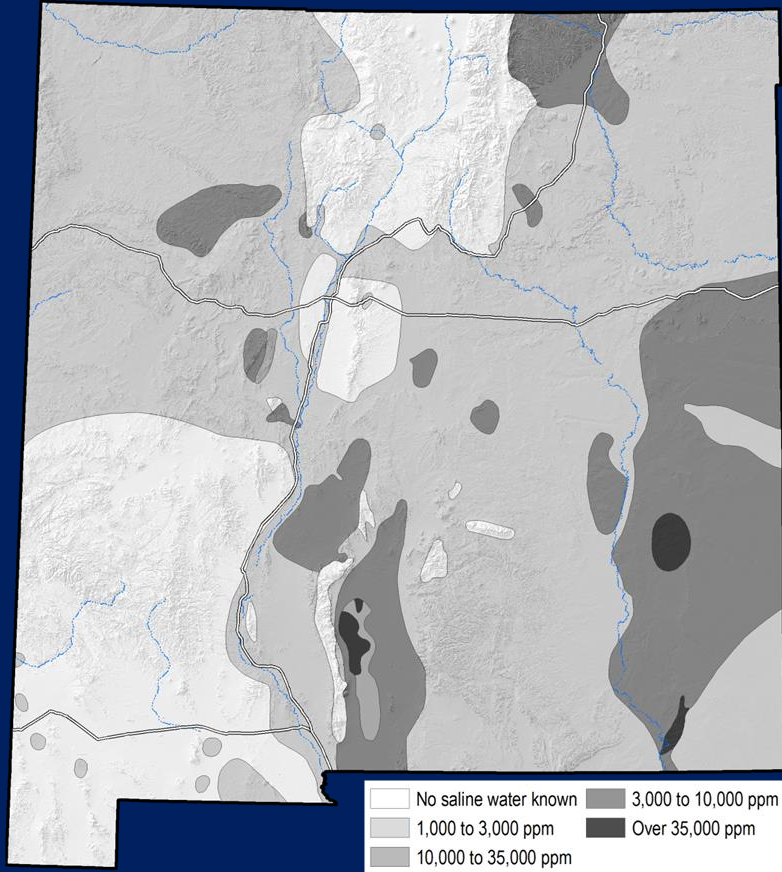 No saline water known
1,000 to 3,000 ppm
10,000 to 35,000 ppm
3,000 to 10,000 ppm
Over 35,000 ppm